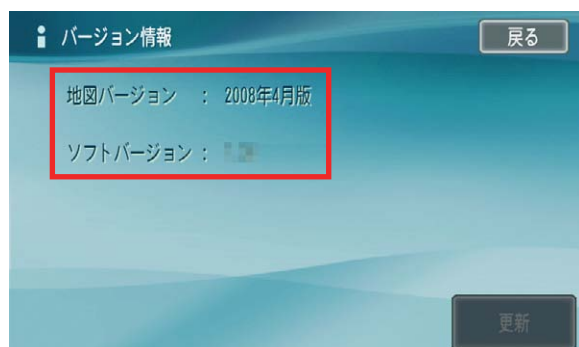 バージョン情報
戻る
地図バージョン : 2008年4月版
ソフトバージョン :
更新